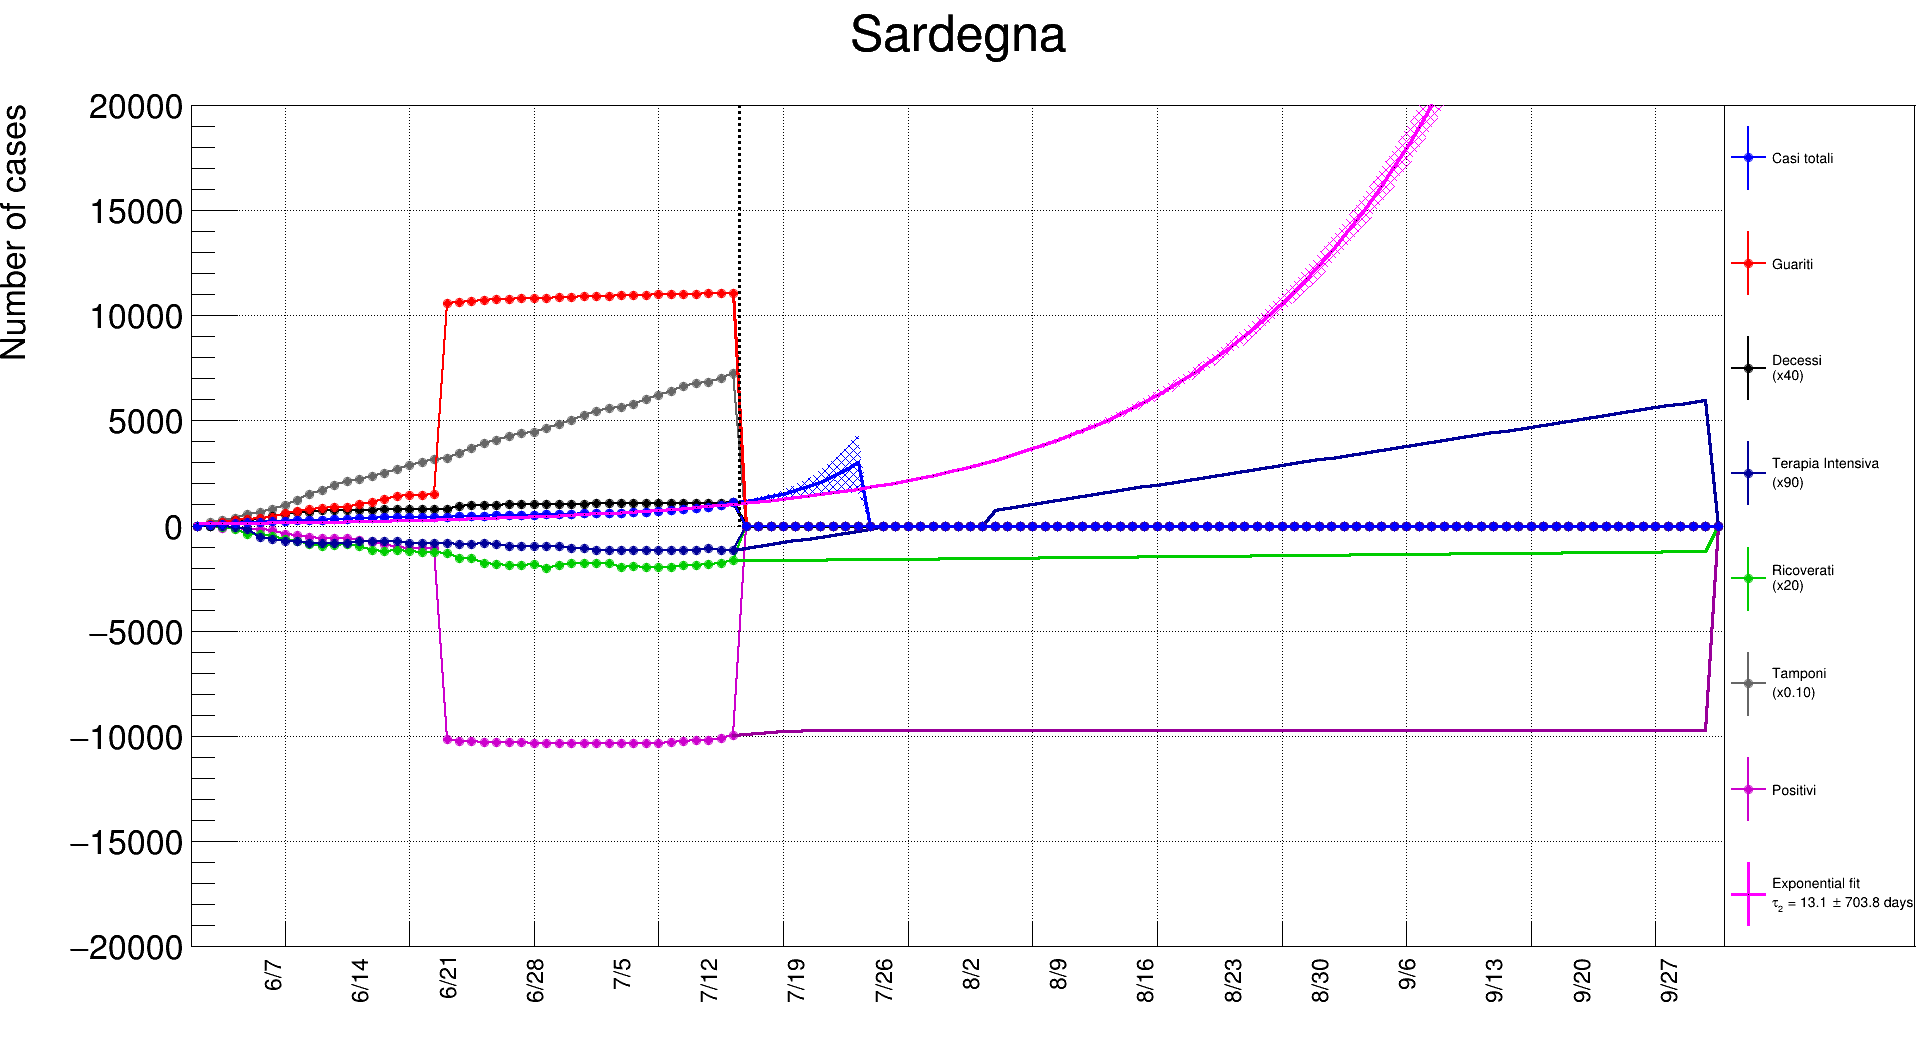 Sardegna
Number of cases
20000
15000
10000
5000
0
−5000
−10000
−15000
−20000
6/7
6/14
6/21
6/28
7/5
7/12
7/19
7/26
8/2
8/9
8/16
8/23
8/30
9/6
9/13
9/20
9/27
Casi totali
Guariti
Decessi
(x40)
Terapia Intensiva
(x90)
Ricoverati
(x20)
Tamponi
(x0.10)
Positivi
Exponential fit
τ2 = 13.1 ± 703.8 days